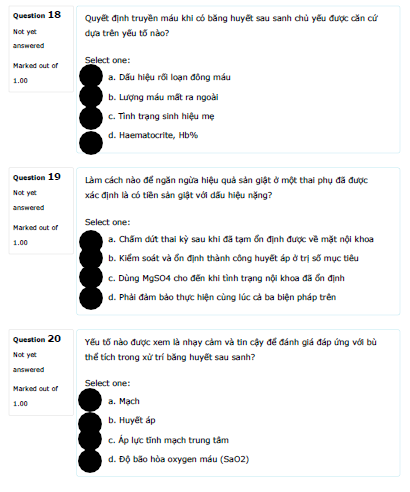 Question 18
Not yet
answered
Marked out of
1.00
Quyết định truyền máu khi có băng huyết sau sanh chủ yếu được căn cứ
dựa trên yếu tố nào?
Select one:
a. Dấu hiệu rối loạn đông máu
b. Lượng máu mất ra ngoài
c. Tình trạng sinh hiệu mẹ
d. Haematocrite, Hb%
Question 19
Not yet
answered
Marked out of
1.00
Làm cách nào để ngăn ngừa hiệu quả sản giật ở một thai phụ đã được
xác định là có tiền sản giật với dấu hiệu nặng?
Select one:
a. Chấm dứt thai kỳ sau khi đã tạm ổn định được về mặt nội khoa
b. Kiểm soát và ổn định thành công huyết áp ở trị số mục tiêu
c. Dùng MgSO4 cho đến khi tình trạng nội khoa đã ổn định
d. Phải đảm bảo thực hiện cùng lúc cả ba biện pháp trên
Question 20
Not yet
answered
Marked out of
1.00
Yếu tố nào được xem là nhạy cảm và tin cậy để đánh giá đáp ứng với bù
thể tích trong xử trí băng huyết sau sanh?
Select one:
a. Mạch
b. Huyết áp
c. Áp lực tĩnh mạch trung tâm
d. Độ bão hòa oxygen máu (SaO2)